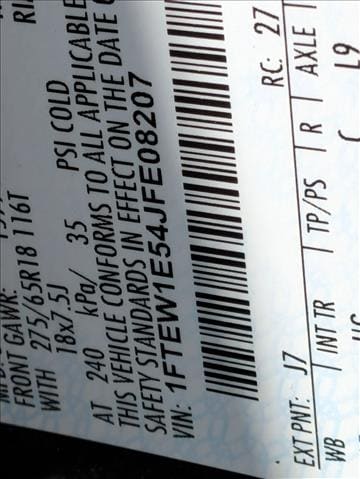 FRONT GAWR:
WITH 275/65R18 116T
18x7.5J
AT 240 kPa/ 35 PSI COLD
THIS VEHICLE CONFORMS TO ALL APPLICABLE
SAFETY STANDARDS IN EFFECT ON THE DATE
VIN: 1FTEW1E54JFE08207
RC: 27
EXT PNT: J7
WB | INT TR | TP/PS | R | AXLE
L9